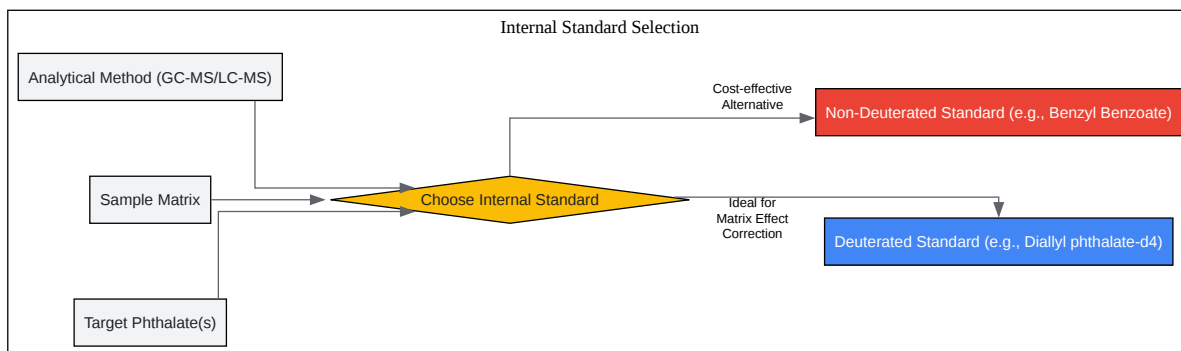 Internal Standard Selection
Analytical Method (GC-MS/LC-MS)
Cost-effective
Alternative
Non-Deuterated Standard (e.g., Benzyl Benzoate)
Sample Matrix
Choose Internal Standard
Ideal for
Matrix Effect
Correction
Deuterated Standard (e.g., Diallyl phthalate-d4)
Target Phthalate(s)